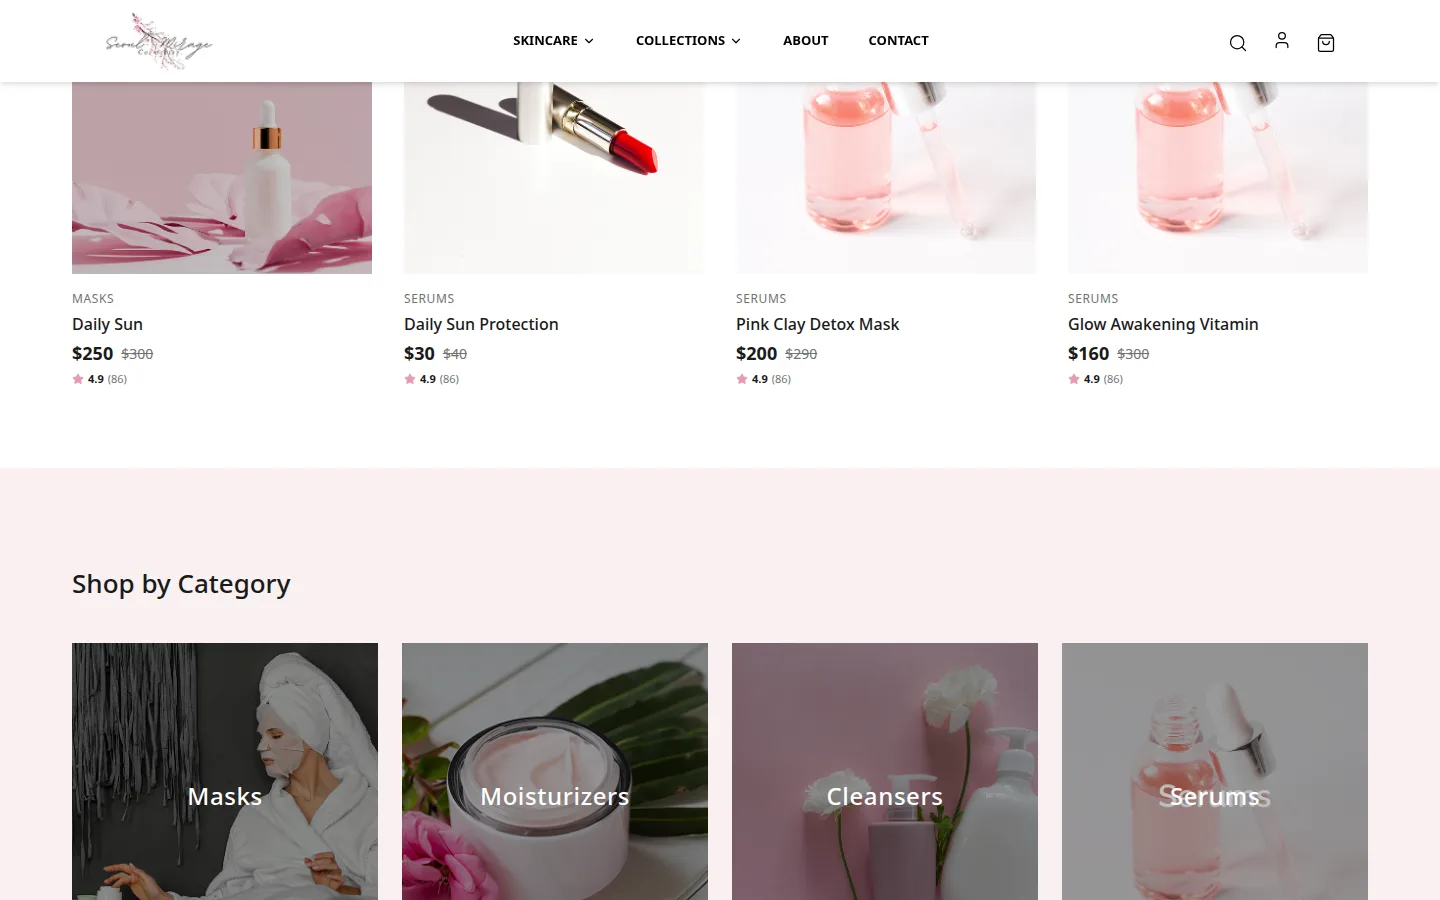 Seoul Mirage
SKINCARE
COLLECTIONS
ABOUT
CONTACT
MASKS
Daily Sun
$250 $300
4.9 (86)
SERUMS
Daily Sun Protection
$30 $40
4.9 (86)
SERUMS
Pink Clay Detox Mask
$200 $290
4.9 (86)
SERUMS
Glow Awakening Vitamin
$160 $300
4.9 (86)
Shop by Category
Masks
Moisturizers
Cleansers
Serums